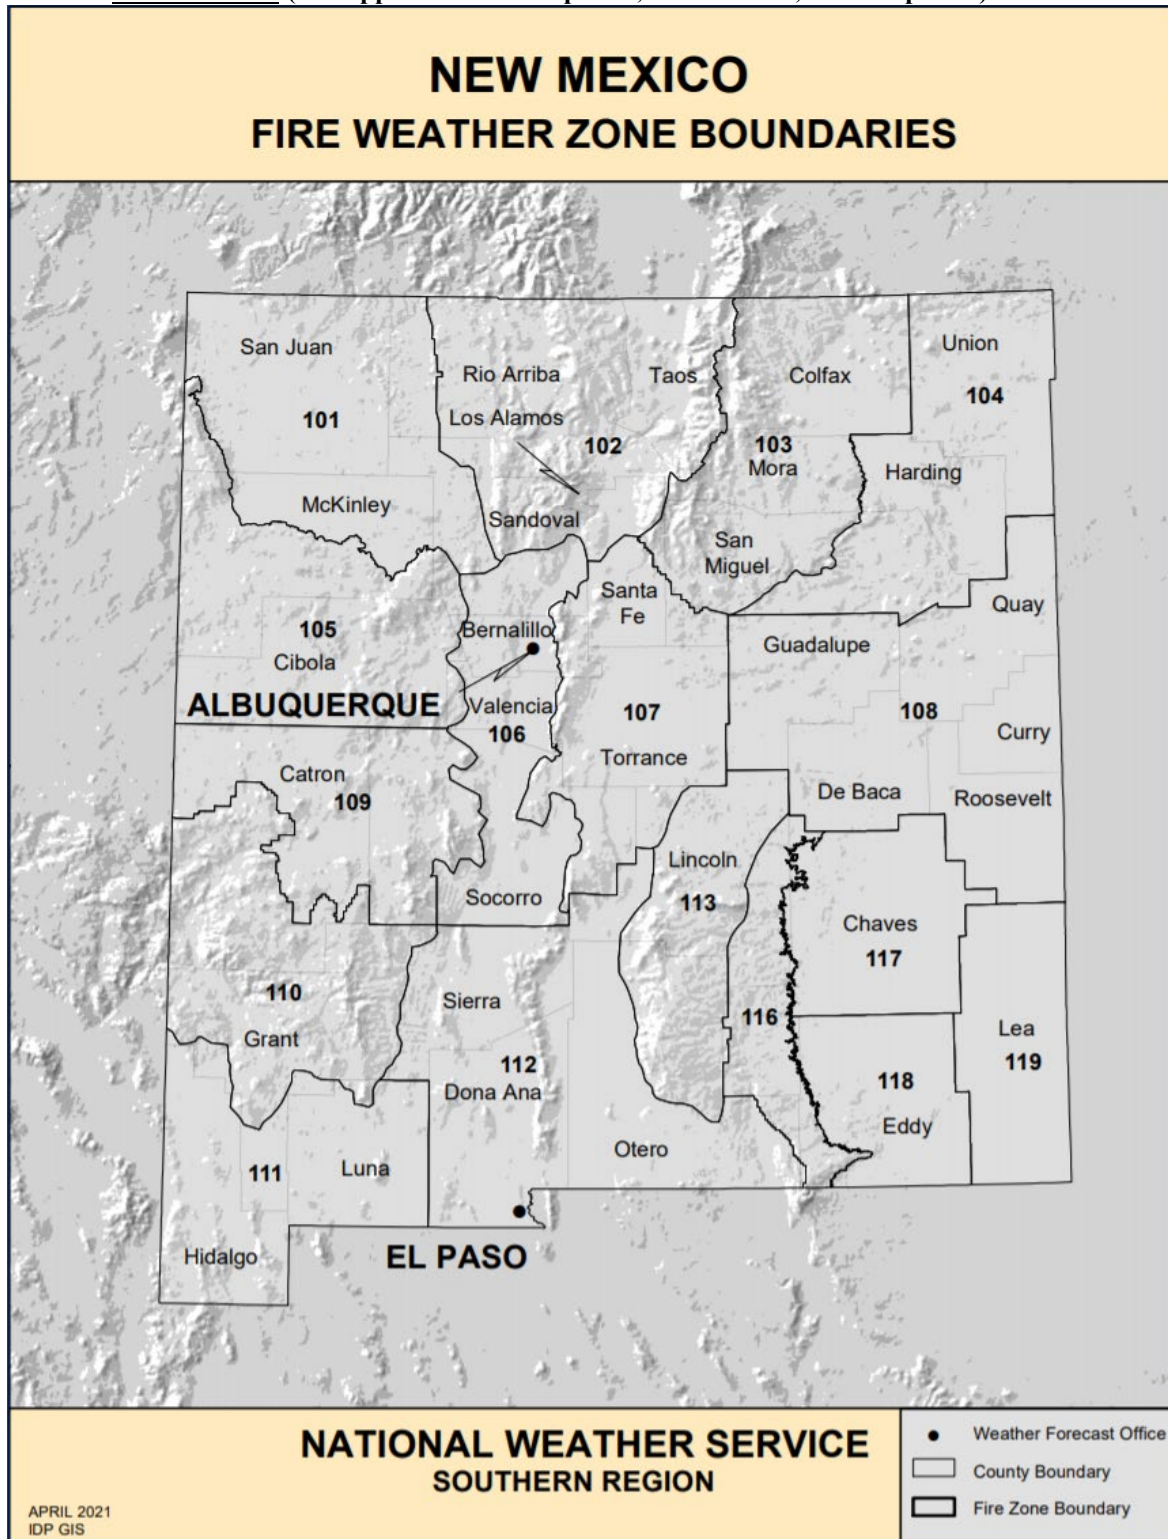 NEW MEXICO
FIRE WEATHER ZONE BOUNDARIES
San Juan
101
Rio Arriba
Taos
Los Alamos
102
Colfax
Union
104
103
Mora
Harding
McKinley
Sandoval
San
Miguel
Santa
Fe
Quay
105
Cibola
Bernalillo
Guadalupe
ALBUQUERQUE
Valencia
106
107
Torrance
108
Curry
Catron
109
De Baca
Roosevelt
Lincoln
113
Socorro
Chaves
117
110
Grant
Sierra
116
Lea
119
112
Dona Ana
118
Eddy
111
Luna
Otero
Hidalgo
EL PASO
NATIONAL WEATHER SERVICE
SOUTHERN REGION
APRIL 2021
IDP GIS
Weather Forecast Office
County Boundary
Fire Zone Boundary